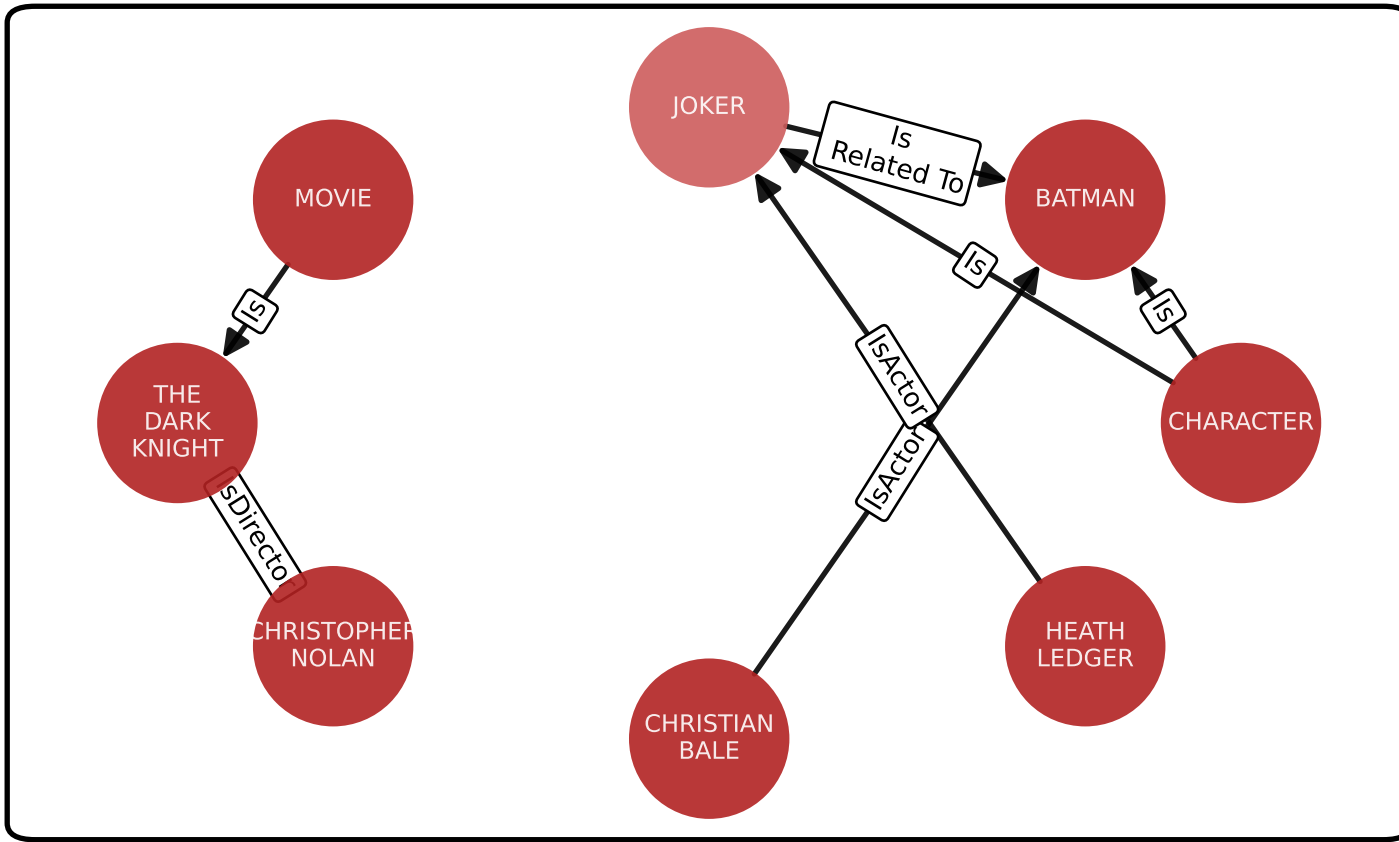 JOKER
Is
Related To
MOVIE
BATMAN
Is
Is
Is
IsActor
THE
DARK
KNIGHT
CHARACTER
IsActor
IsDirector
CHRISTOPHER
NOLAN
HEATH
LEDGER
CHRISTIAN
BALE